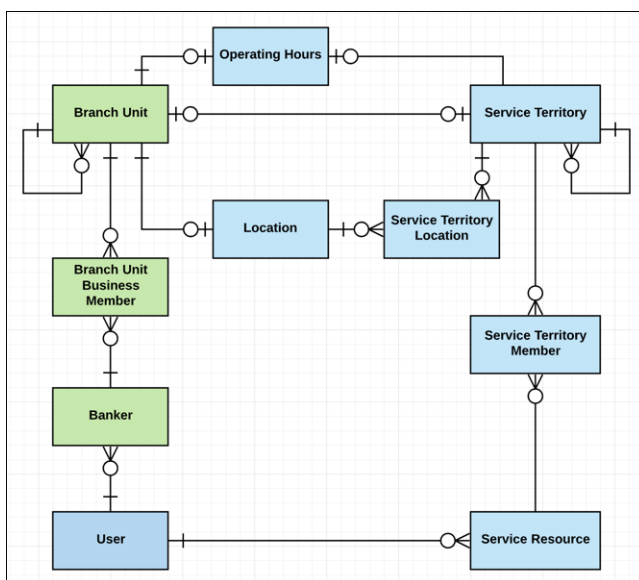 Operating Hours
Branch Unit
Service Territory
Location
Service Territory
Location
Branch Unit
Business
Member
Service Territory
Member
Banker
User
Service Resource